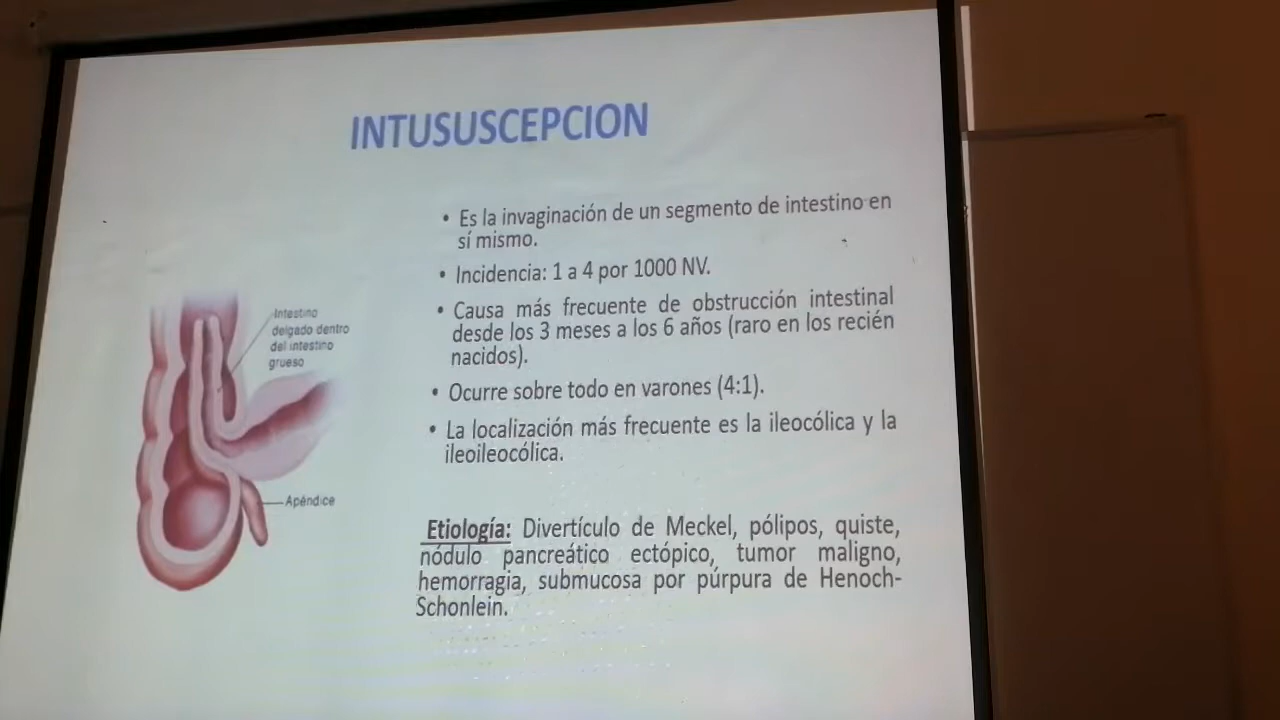 INTUSUSCEPCION
• Es la invaginación de un segmento de intestino en
sí mismo.
• Incidencia: 1 a 4 por 1000 NV.
• Causa más frecuente de obstrucción intestinal
desde los 3 meses a los 6 años (raro en los recién
nacidos).
• Ocurre sobre todo en varones (4:1).
• La localización más frecuente es la ileocólica y la
ileoileocólica.
Etiología: Divertículo de Meckel, pólipos, quiste,
nódulo pancreático ectópico, tumor maligno,
hemorragia, submucosa por púrpura de Henoch-
Schonlein.
Intestino
delgado dentro
del intestino
grueso
Apéndice